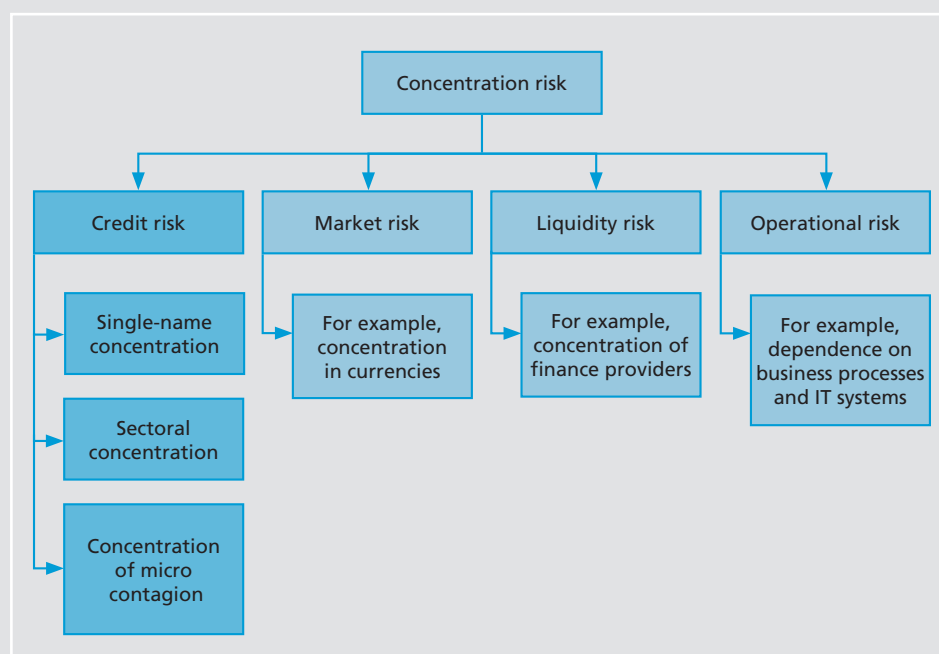 Concentration risk
Credit risk
Market risk
Liquidity risk
Operational risk
Single-name
concentration
Sectoral
concentration
Concentration
of micro
contagion
For example,
concentration
in currencies
For example,
concentration of
finance providers
For example,
dependence on
business processes
and IT systems